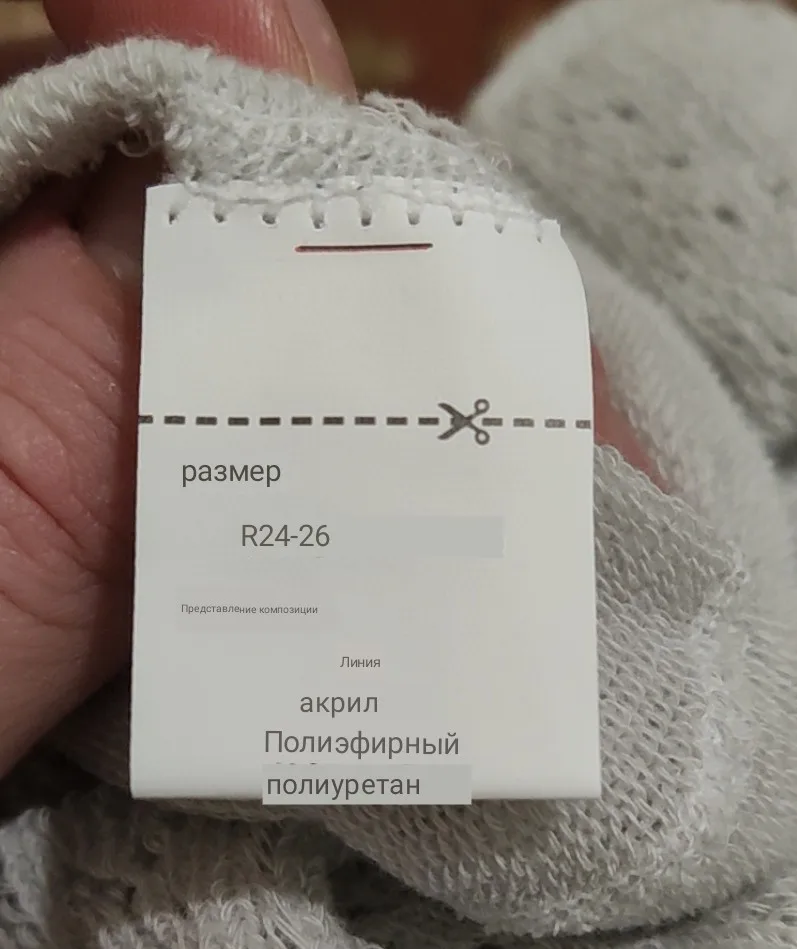 размер
R24-26
Представление композиции
Линия
акрил
Полиэфирный
полиуретан